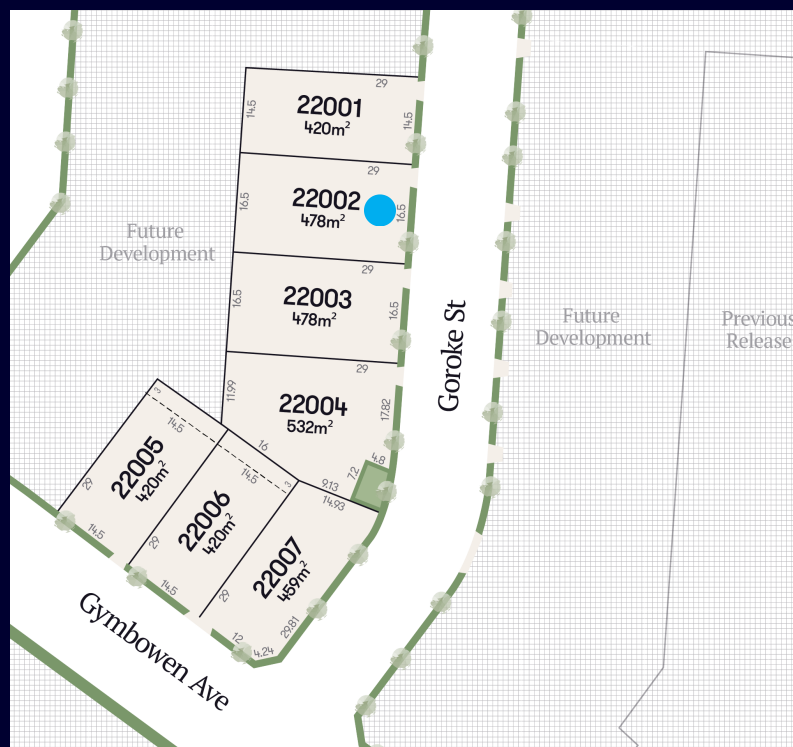 29
14.5
22001
420m²
14.5
29
16.5
22002
478m²
16.5
Future
Development
29
16.5
22003
478m²
16.5
Goroke St
Future
Development
Previous
Release
29
11.99
22004
532m²
17.82
3
14.5
22005
420m²
29
14.5
16
14.5
3
22006
420m²
29
14.5
4.8
7.2
9.13
14.93
22007
459m²
29
29.81
12
4.24
Gymbowen Ave